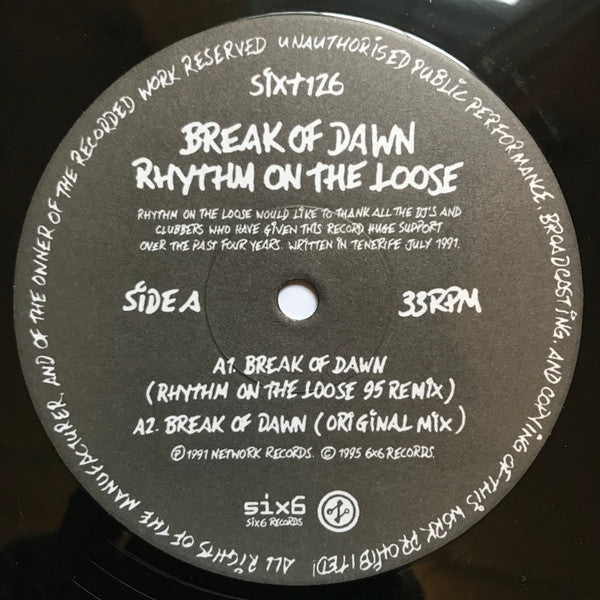 ALL RIGHTS OF THE MANUFACTURER, AND OF THE OWNER OF THE RECORDED WORK RESERVED UNAUTHORISED PUBLIC PERFORMANCE, BROADCASTING, AND COPYING OF THIS WORK PROHIBITED!
SIXT126
BREAK OF DAWN
RHYTHM ON THE LOOSE
RHYTHM ON THE LOOSE WOULD LIKE TO THANK ALL THE DJ'S AND
CLUBBERS WHO HAVE GIVEN THIS RECORD HUGE SUPPORT
OVER THE PAST FOUR YEARS. WRITTEN IN TENERIFE JULY 1991.
SIDE A
33RPM
A1. BREAK OF DAWN
(RHYTHM ON THE LOOSE 95 REMIX)
A2. BREAK OF DAWN (ORIGINAL MIX)
℗ 1991 NETWORK RECORDS. © 1995 6x6 RECORDS.
six6
SIX6 RECORDS